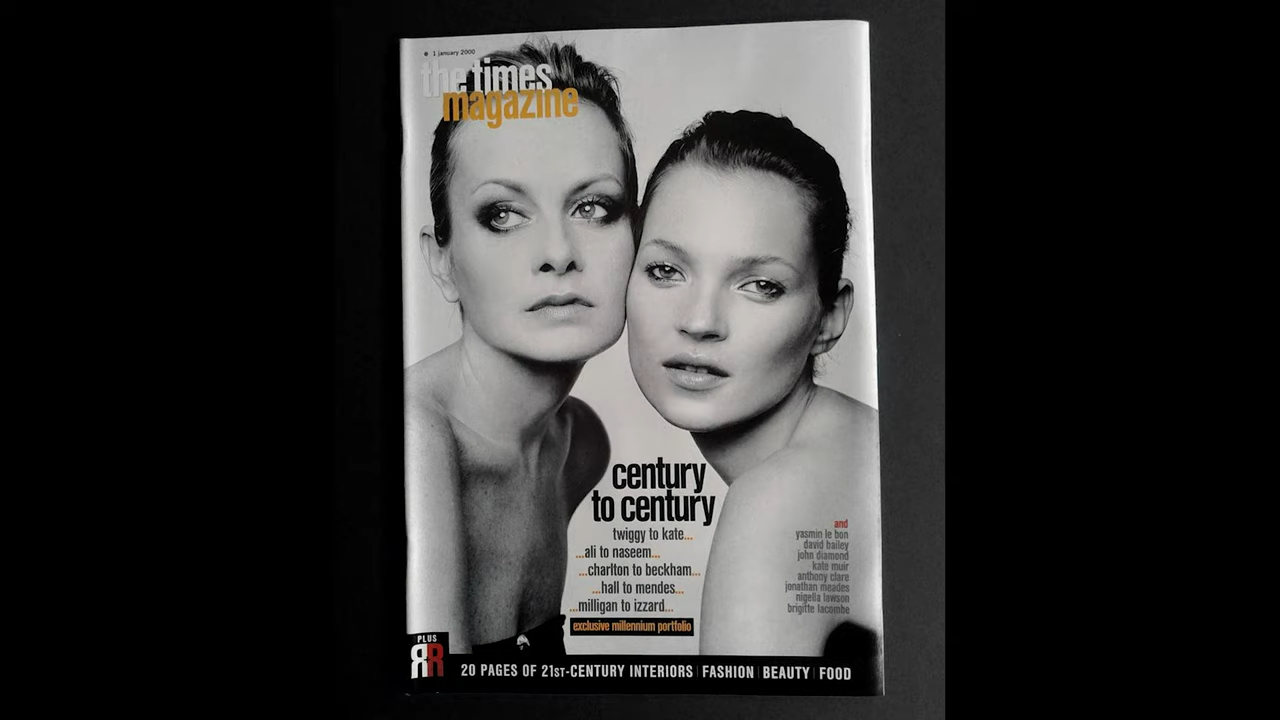 1 january 2000
the times
magazine
century
to century
twiggy to kate...
...ali to naseem...
...charlton to beckham...
...hall to mendes...
...milligan to izzard...
exclusive millennium portfolio
and
yasmin le bon
david bailey
john diamond
kate muir
anthony clare
jonathan meades
nigella lawson
brigitte lacombe
PLUS
RR
20 PAGES OF 21ST-CENTURY INTERIORS | FASHION | BEAUTY | FOOD